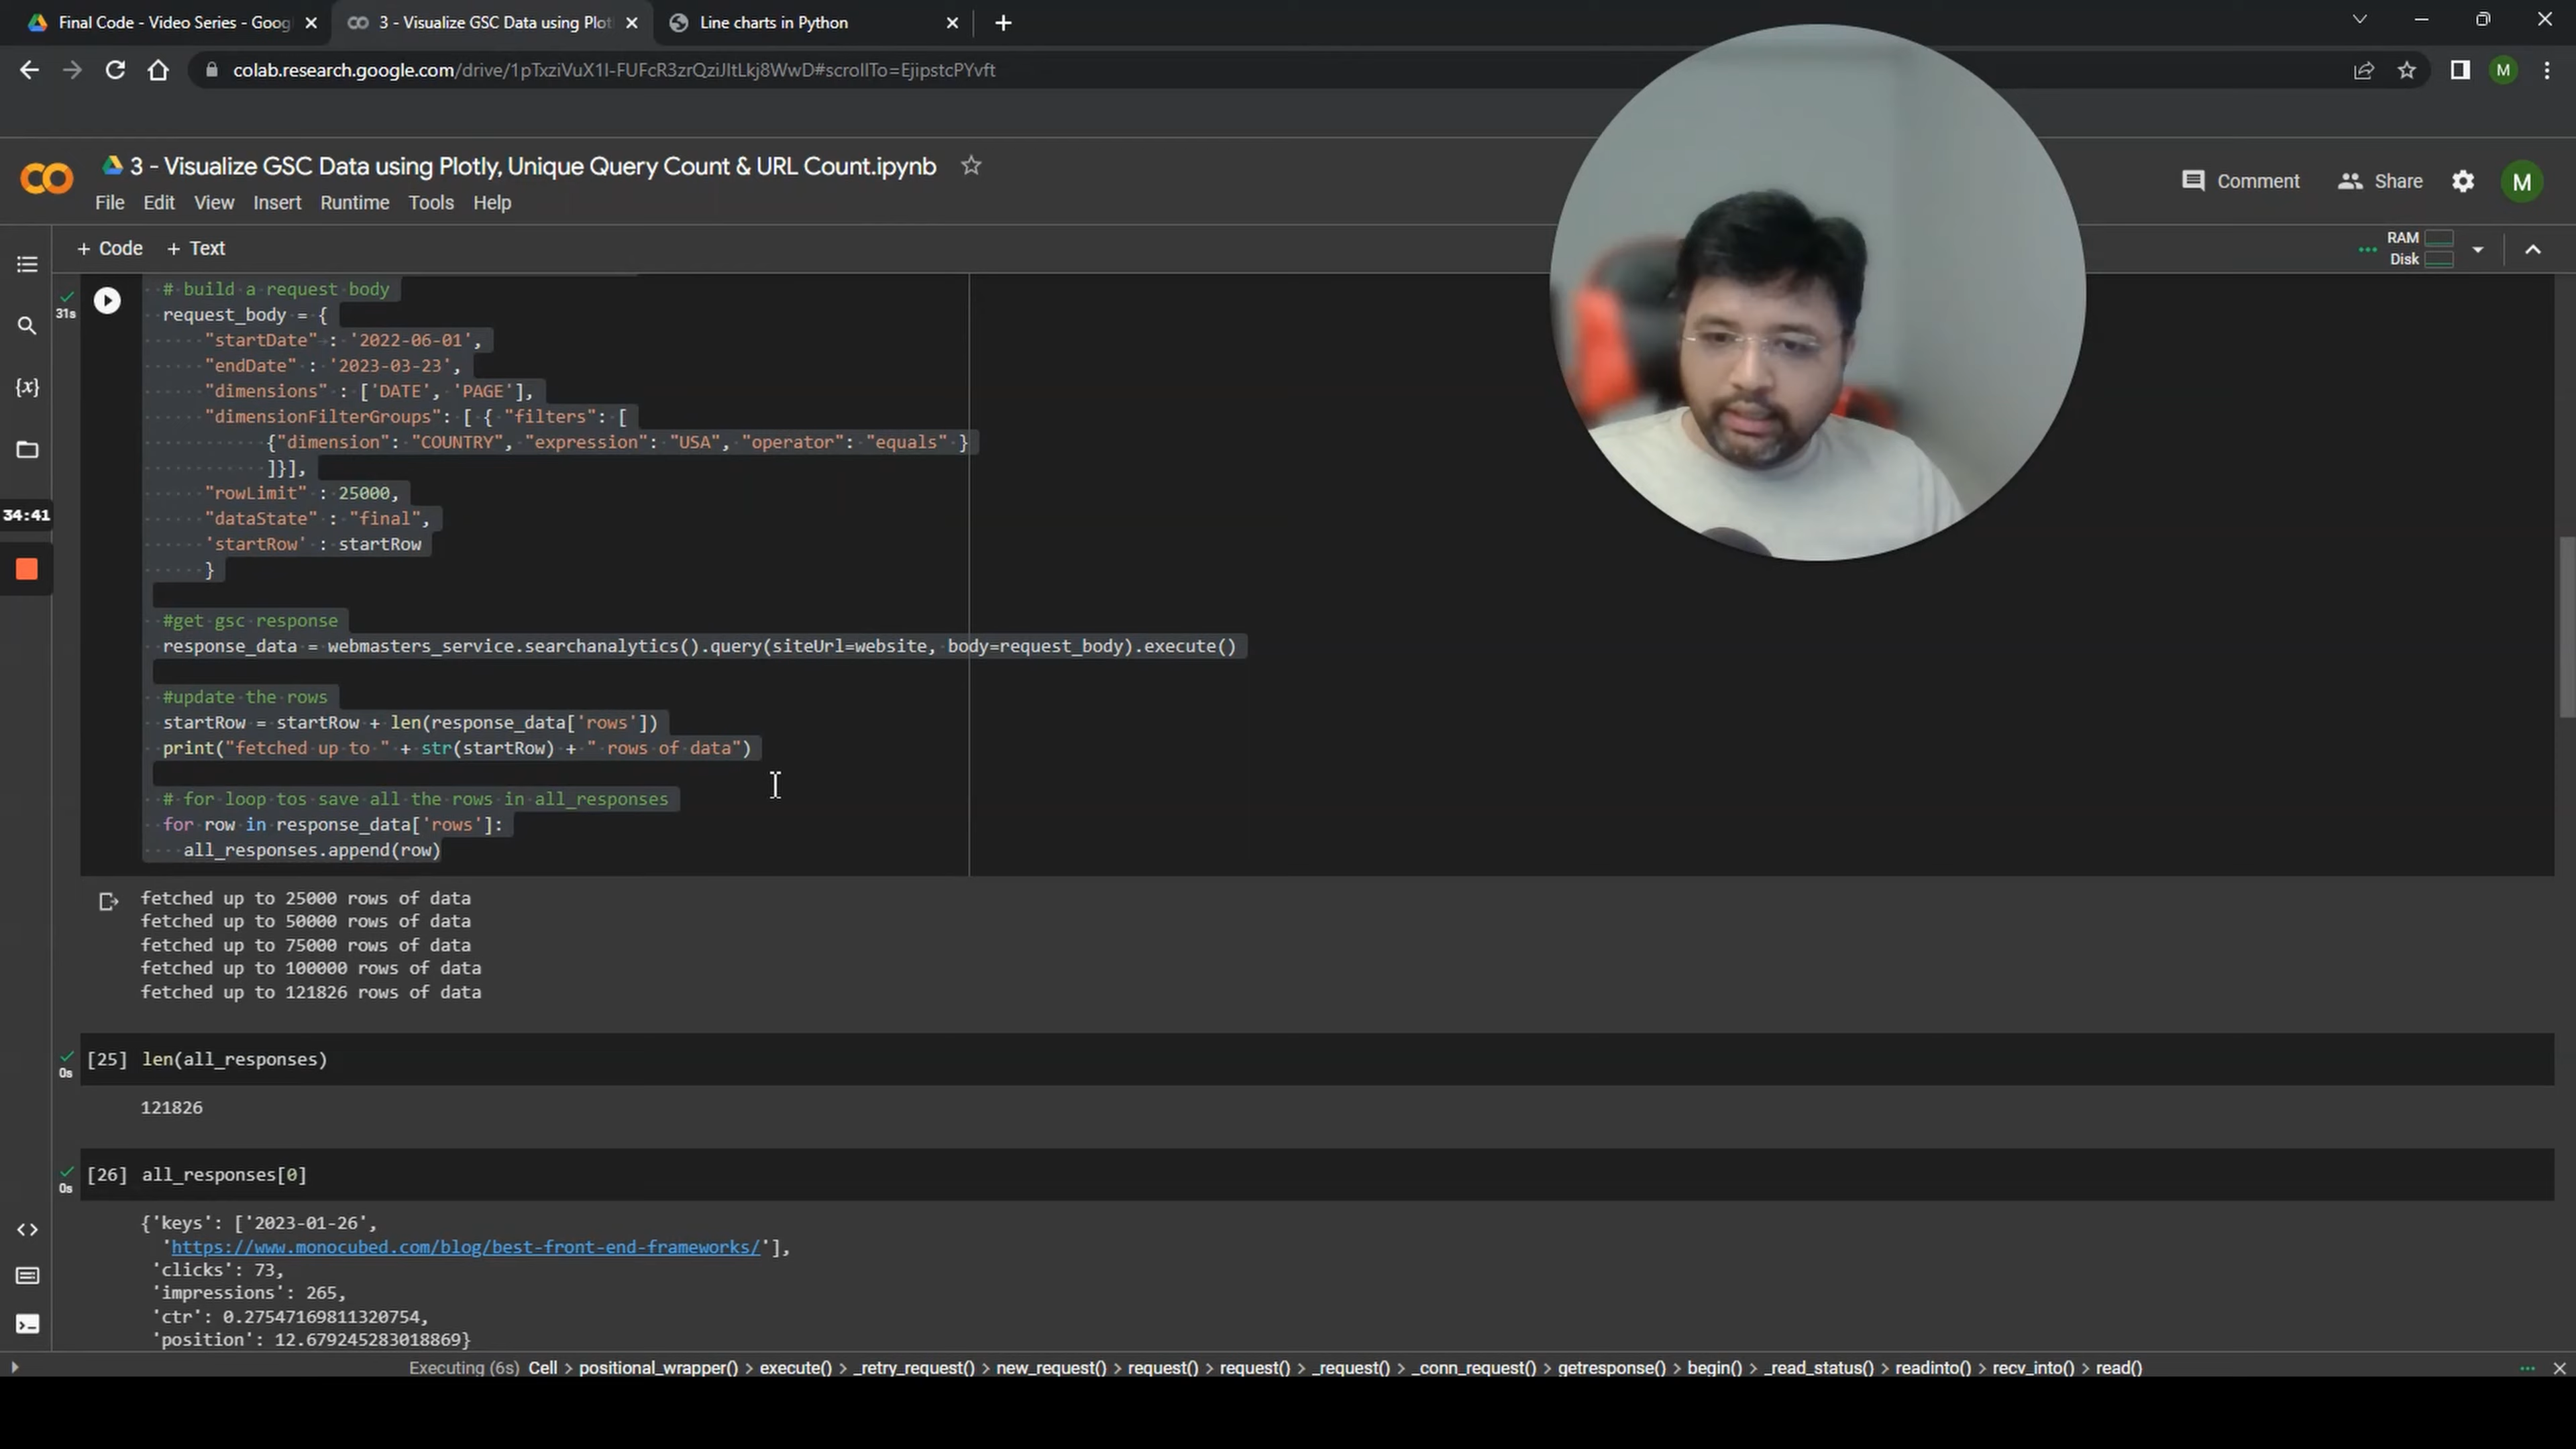 Final Code - Video Series - Goog
3 - Visualize GSC Data using Plot
Line charts in Python
colab.research.google.com/drive/1pTxziVuX1I-FUFcR3zrQziJItLkj8WwD#scrollTo=EjipstcPYvft
M
3 - Visualize GSC Data using Plotly, Unique Query Count & URL Count.ipynb
File Edit View Insert Runtime Tools Help
Comment Share M
+ Code + Text
RAM
Disk
31s
# build a request body
request_body = {
"startDate" : '2022-06-01',
"endDate" : '2023-03-23',
"dimensions" : ['DATE', 'PAGE'],
"dimensionFilterGroups": [ { "filters": [
{"dimension": "COUNTRY", "expression": "USA", "operator": "equals" }
]}],
"rowLimit" : 25000,
"dataState" : "final",
'startRow' : startRow
}
34:41
#get gsc response
response_data = webmasters_service.searchanalytics().query(siteUrl=website, body=request_body).execute()
#update the rows
startRow = startRow + len(response_data['rows'])
print("fetched up to " + str(startRow) + " rows of data")
# for loop tos save all the rows in all_responses
for row in response_data['rows']:
all_responses.append(row)
fetched up to 25000 rows of data
fetched up to 50000 rows of data
fetched up to 75000 rows of data
fetched up to 100000 rows of data
fetched up to 121826 rows of data
0s
[25] len(all_responses)
121826
0s
[26] all_responses[0]
{'keys': ['2023-01-26',
'https://www.monocubed.com/blog/best-front-end-frameworks/'],
'clicks': 73,
'impressions': 265,
'ctr': 0.27547169811320754,
'position': 12.679245283018869}
Executing (6s) Cell > positional_wrapper() > execute() > _retry_request() > new_request() > request() > request() > _request() > _conn_request() > getresponse() > begin() > _read_status() > readinto() > recv_into() > read()